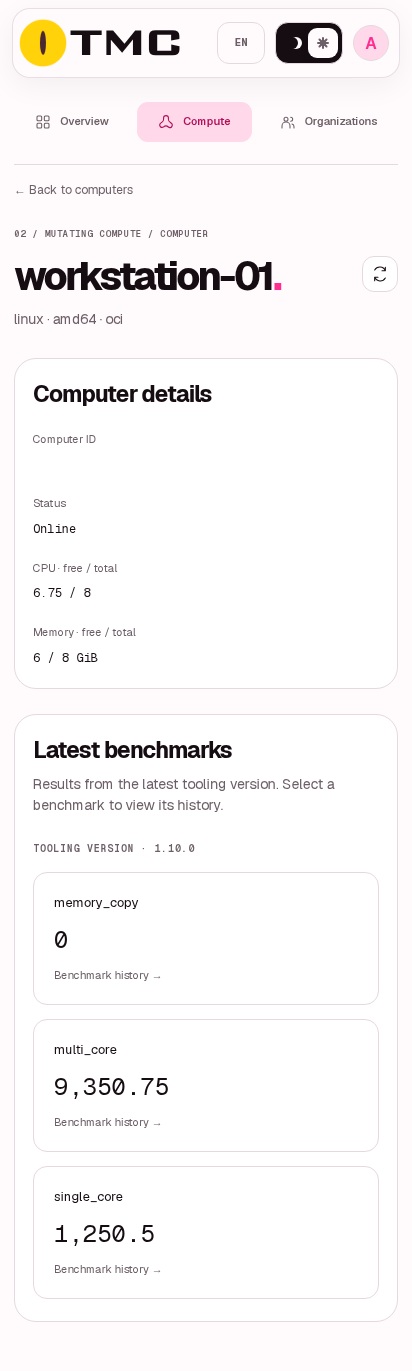 TMC
EN
A
Overview
Compute
Organizations
← Back to computers
02 / MUTATING COMPUTE / COMPUTER
workstation-01.
linux · amd64 · oci
Computer details
Computer ID
Status
Online
CPU · free / total
6.75 / 8
Memory · free / total
6 / 8 GiB
Latest benchmarks
Results from the latest tooling version. Select a
benchmark to view its history.
TOOLING VERSION · 1.10.0
memory_copy
0
Benchmark history →
multi_core
9,350.75
Benchmark history →
single_core
1,250.5
Benchmark history →